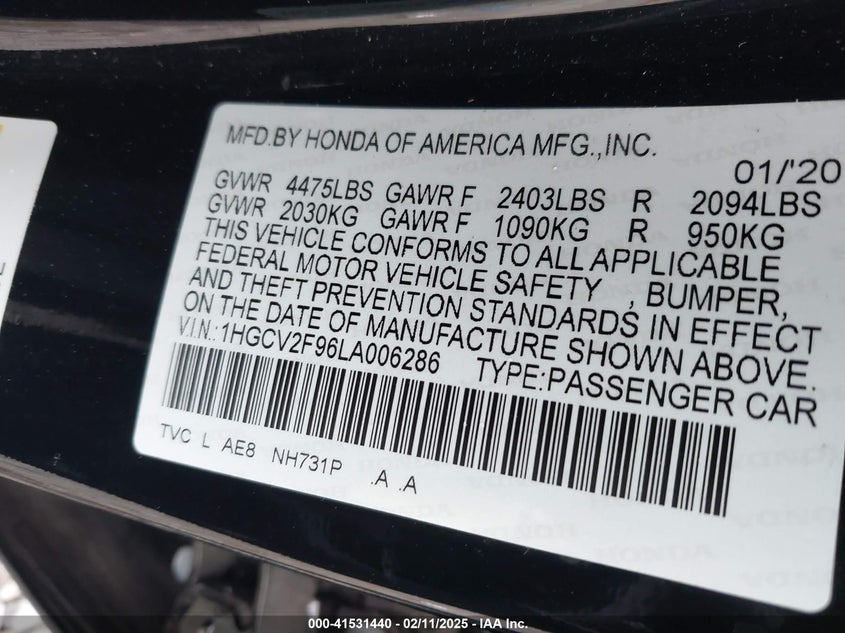 MFD.BY HONDA OF AMERICA MFG.,INC.
01/'20
GVWR 4475LBS GAWR F 2403LBS R 2094LBS
GVWR 2030KG GAWR F 1090KG R 950KG
THIS VEHICLE CONFORMS TO ALL APPLICABLE
FEDERAL MOTOR VEHICLE SAFETY , BUMPER,
AND THEFT PREVENTION STANDARDS IN EFFECT
ON THE DATE OF MANUFACTURE SHOWN ABOVE.
V.I.N.:1HGCV2F96LA006286 TYPE:PASSENGER CAR
TVC L AE8 NH731P .A .A
HONDA
000-41531440 - 02/11/2025 - IAA Inc.